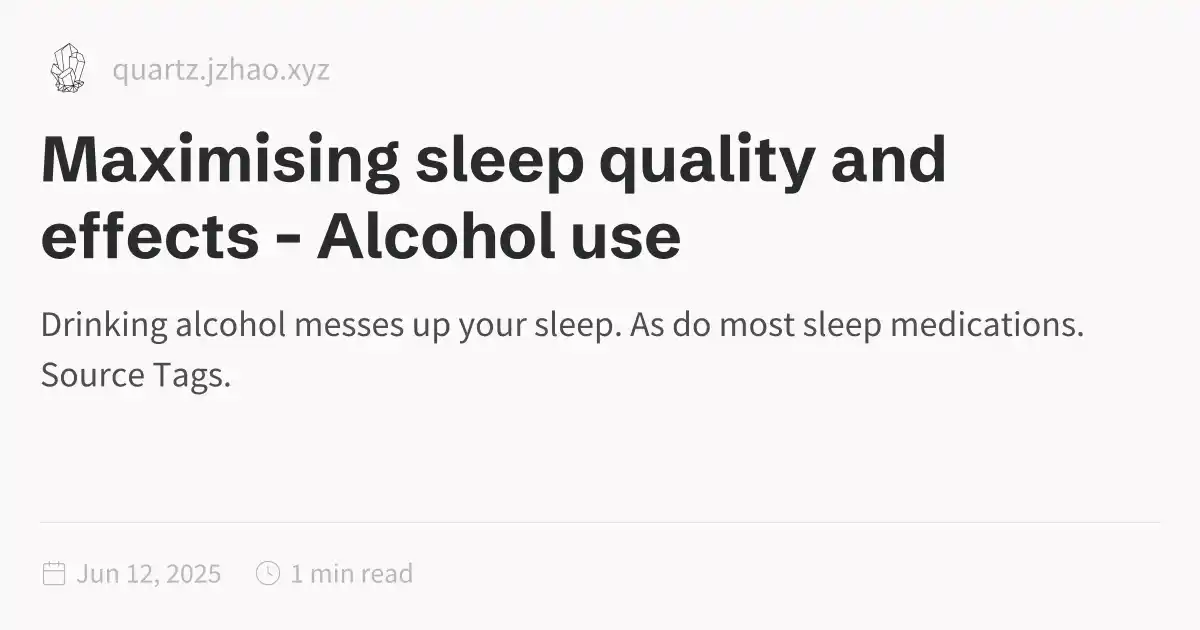 quartz.jzhao.xyz
Maximising sleep quality and
effects - Alcohol use
Drinking alcohol messes up your sleep. As do most sleep medications.
Source Tags.
Jun 12, 2025
1 min read